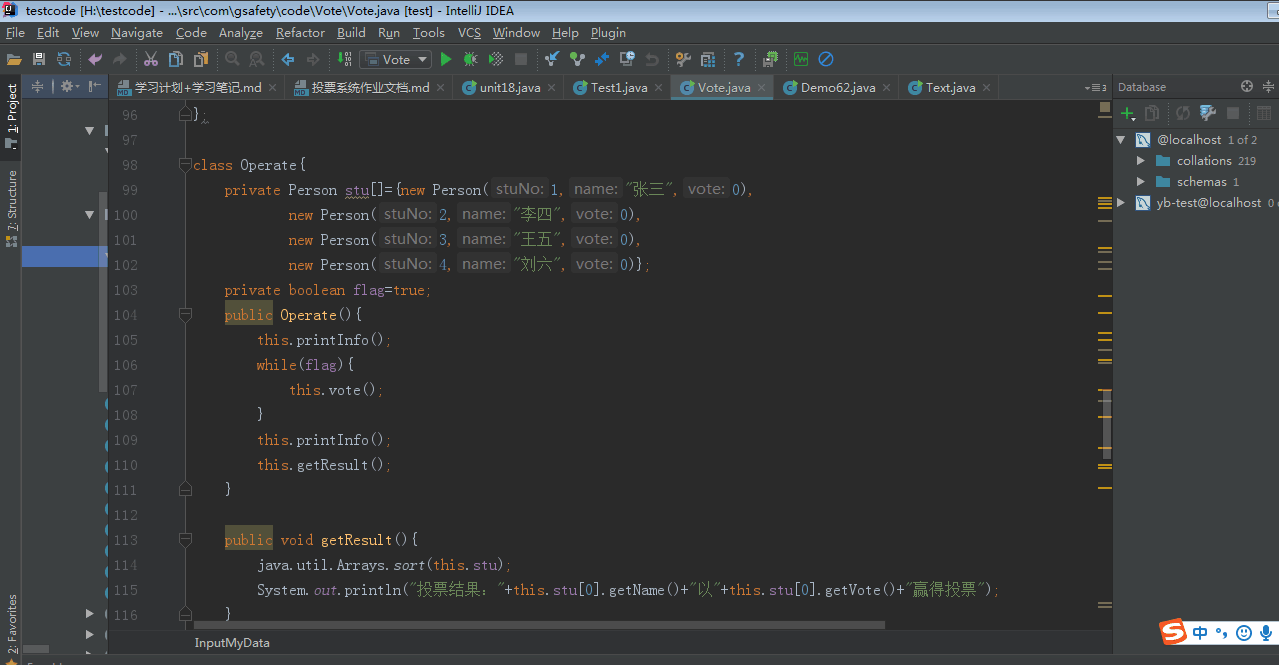 testcode [H:\testcode] - ...\src\com\gsafety\code\Vote\Vote.java [test] - IntelliJ IDEA
File Edit View Navigate Code Analyze Refactor Build Run Tools VCS Window Help Plugin
Vote
学习计划+学习笔记.md 投票系统作业文档.md unit18.java Test1.java Vote.java Demo62.java Text.java
Database
1: Project
7: Structure
2: Favorites
96 };
97
98 class Operate{
99 private Person stu[]={new Person( stuNo: 1, name: "张三", vote: 0),
100 new Person( stuNo: 2, name: "李四", vote: 0),
101 new Person( stuNo: 3, name: "王五", vote: 0),
102 new Person( stuNo: 4, name: "刘六", vote: 0)};
103 private boolean flag=true;
104 public Operate(){
105 this.printInfo();
106 while(flag){
107 this.vote();
108 }
109 this.printInfo();
110 this.getResult();
111 }
112
113 public void getResult(){
114 java.util.Arrays.sort(this.stu);
115 System.out.println("投票结果："+this.stu[0].getName()+"以"+this.stu[0].getVote()+"赢得投票");
116 }
InputMyData
@localhost 1 of 2
collations 219
schemas 1
yb-test@localhost 0
中